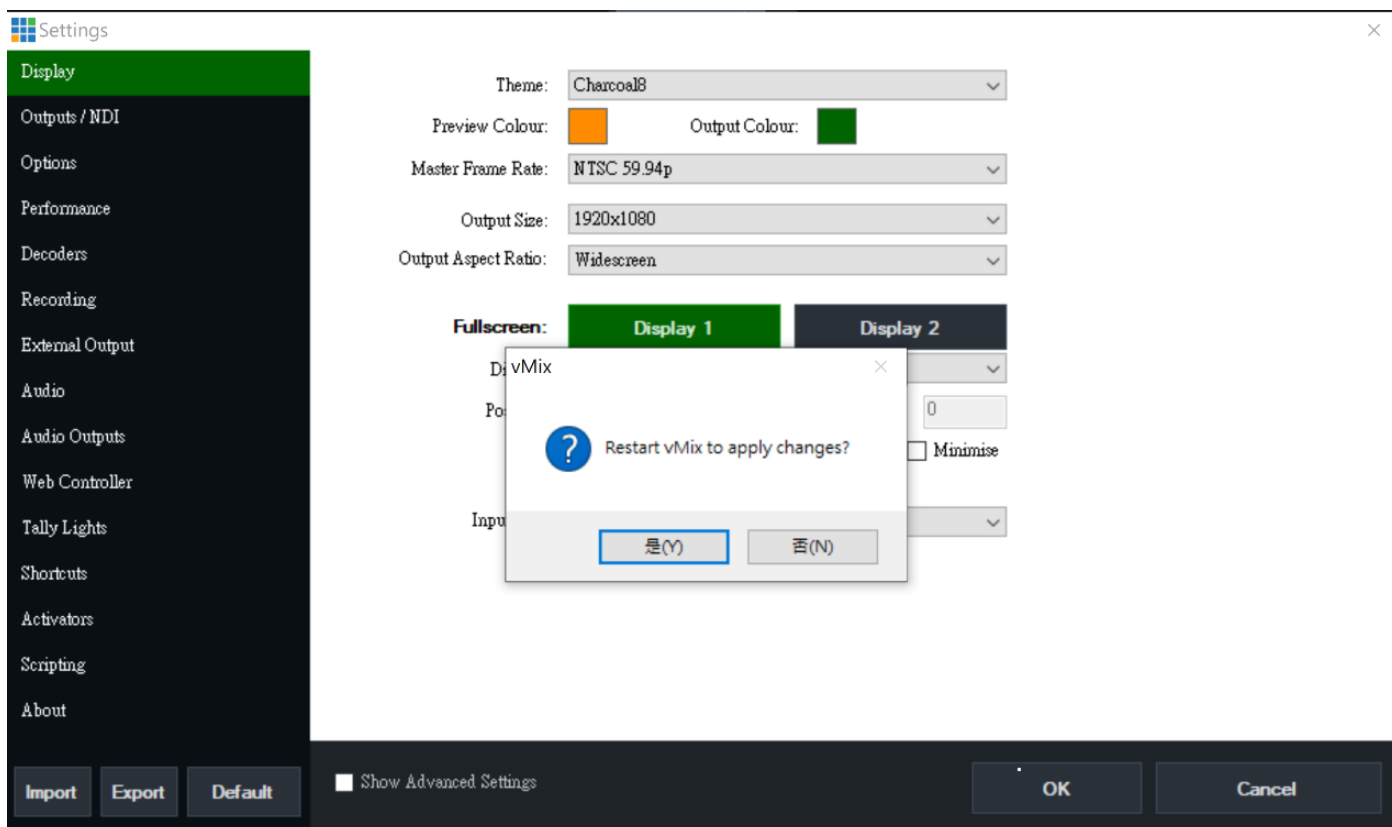 Settings
Display
Outputs / NDI
Options
Performance
Decoders
Recording
External Output
Audio
Audio Outputs
Web Controller
Tally Lights
Shortcuts
Activators
Scripting
About
Import Export Default
Theme: Charcoal8
Preview Colour: Output Colour:
Master Frame Rate: NTSC 59.94p
Output Size: 1920x1080
Output Aspect Ratio: Widescreen
Fullscreen: Display 1 Display 2
0
Minimise
vMix
Restart vMix to apply changes?
是(Y) 否(N)
Show Advanced Settings
OK Cancel